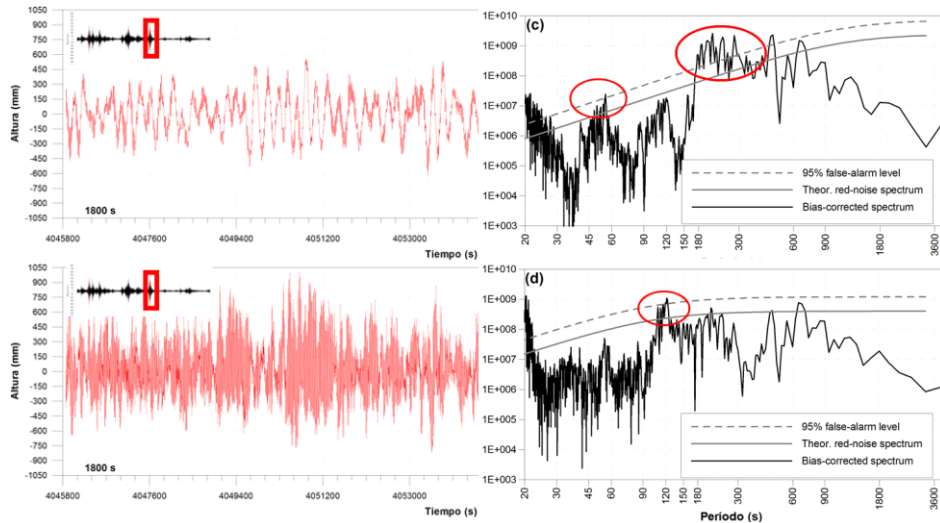 1050
900
750
600
450
300
150
0
-150
-300
-450
-600
-750
-900
-1050
Altura (mm)
1800 s
4045800 4047600 4049400 4051200 4053000
Tiempo (s)
(c)
1E+010
1E+009
1E+008
1E+007
1E+006
1E+005
1E+004
1E+003
95% false-alarm level
Theor. red-noise spectrum
Bias-corrected spectrum
20 30 45 60 90 120 150 180 300 600 900 1800 3600
1050
900
750
600
450
300
150
0
-150
-300
-450
-600
-750
-900
-1050
Altura (mm)
1800 s
4045800 4047600 4049400 4051200 4053000
Tiempo (s)
(d)
1E+010
1E+009
1E+008
1E+007
1E+006
1E+005
1E+004
1E+003
95% false-alarm level
Theor. red-noise spectrum
Bias-corrected spectrum
20 30 45 60 90 120 150 180 300 600 900 1800 3600
Período (s)